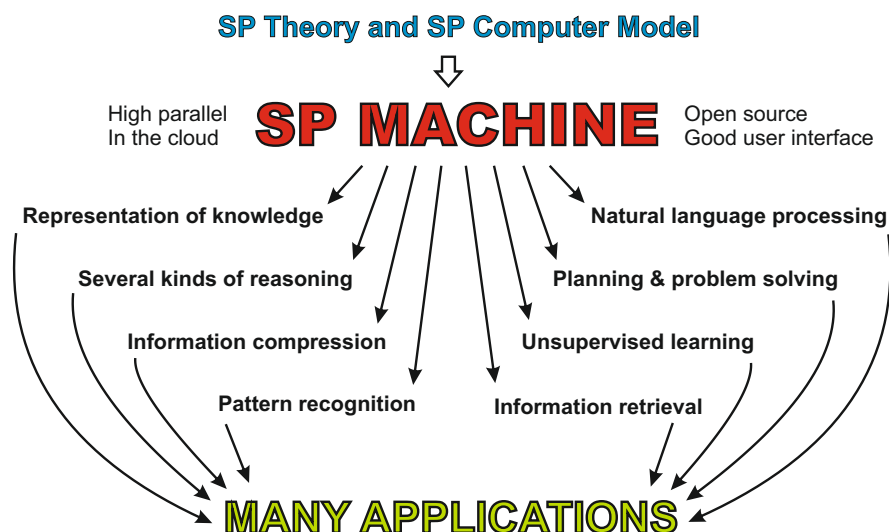 SP Theory and SP Computer Model
High parallel
In the cloud
SP MACHINE
Open source
Good user interface
Representation of knowledge
Natural language processing
Several kinds of reasoning
Planning & problem solving
Information compression
Unsupervised learning
Pattern recognition
Information retrieval
MANY APPLICATIONS